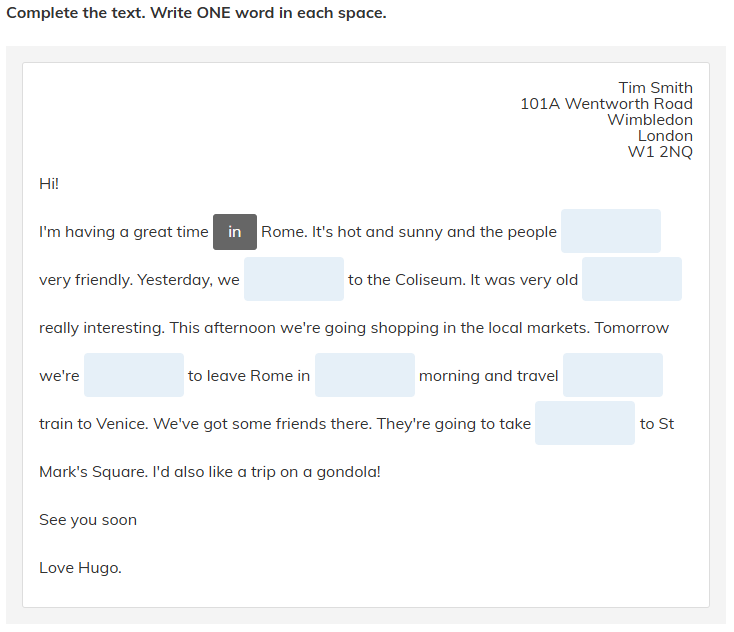 Complete the text. Write ONE word in each space.
Tim Smith
101A Wentworth Road
Wimbledon
London
W1 2NQ
Hi!
I'm having a great time in Rome. It's hot and sunny and the people
very friendly. Yesterday, we to the Coliseum. It was very old
really interesting. This afternoon we're going shopping in the local markets. Tomorrow
we're to leave Rome in morning and travel
train to Venice. We've got some friends there. They're going to take to St
Mark's Square. I'd also like a trip on a gondola!
See you soon
Love Hugo.